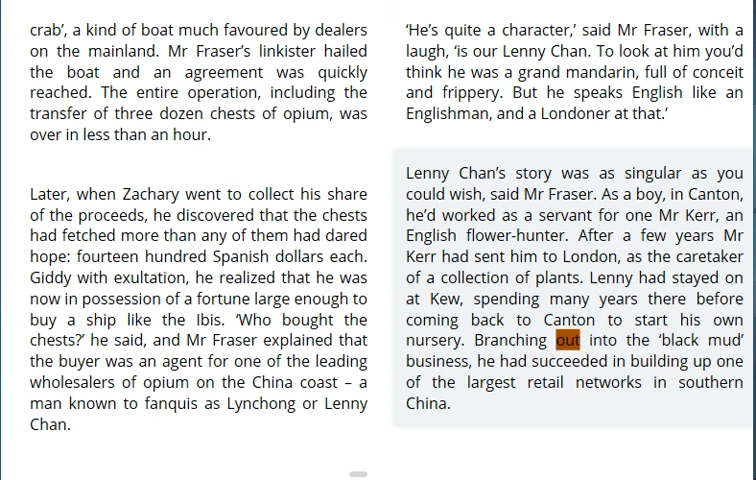 crab’, a kind of boat much favoured by dealers
on the mainland. Mr Fraser’s linkister hailed
the boat and an agreement was quickly
reached. The entire operation, including the
transfer of three dozen chests of opium, was
over in less than an hour.
Later, when Zachary went to collect his share
of the proceeds, he discovered that the chests
had fetched more than any of them had dared
hope: fourteen hundred Spanish dollars each.
Giddy with exultation, he realized that he was
now in possession of a fortune large enough to
buy a ship like the Ibis. ‘Who bought the
chests?’ he said, and Mr Fraser explained that
the buyer was an agent for one of the leading
wholesalers of opium on the China coast – a
man known to fanquis as Lynchong or Lenny
Chan.
‘He’s quite a character,’ said Mr Fraser, with a
laugh, ‘is our Lenny Chan. To look at him you’d
think he was a grand mandarin, full of conceit
and frippery. But he speaks English like an
Englishman, and a Londoner at that.’
Lenny Chan’s story was as singular as you
could wish, said Mr Fraser. As a boy, in Canton,
he’d worked as a servant for one Mr Kerr, an
English flower-hunter. After a few years Mr
Kerr had sent him to London, as the caretaker
of a collection of plants. Lenny had stayed on
at Kew, spending many years there before
coming back to Canton to start his own
nursery. Branching out into the ‘black mud’
business, he had succeeded in building up one
of the largest retail networks in southern
China.